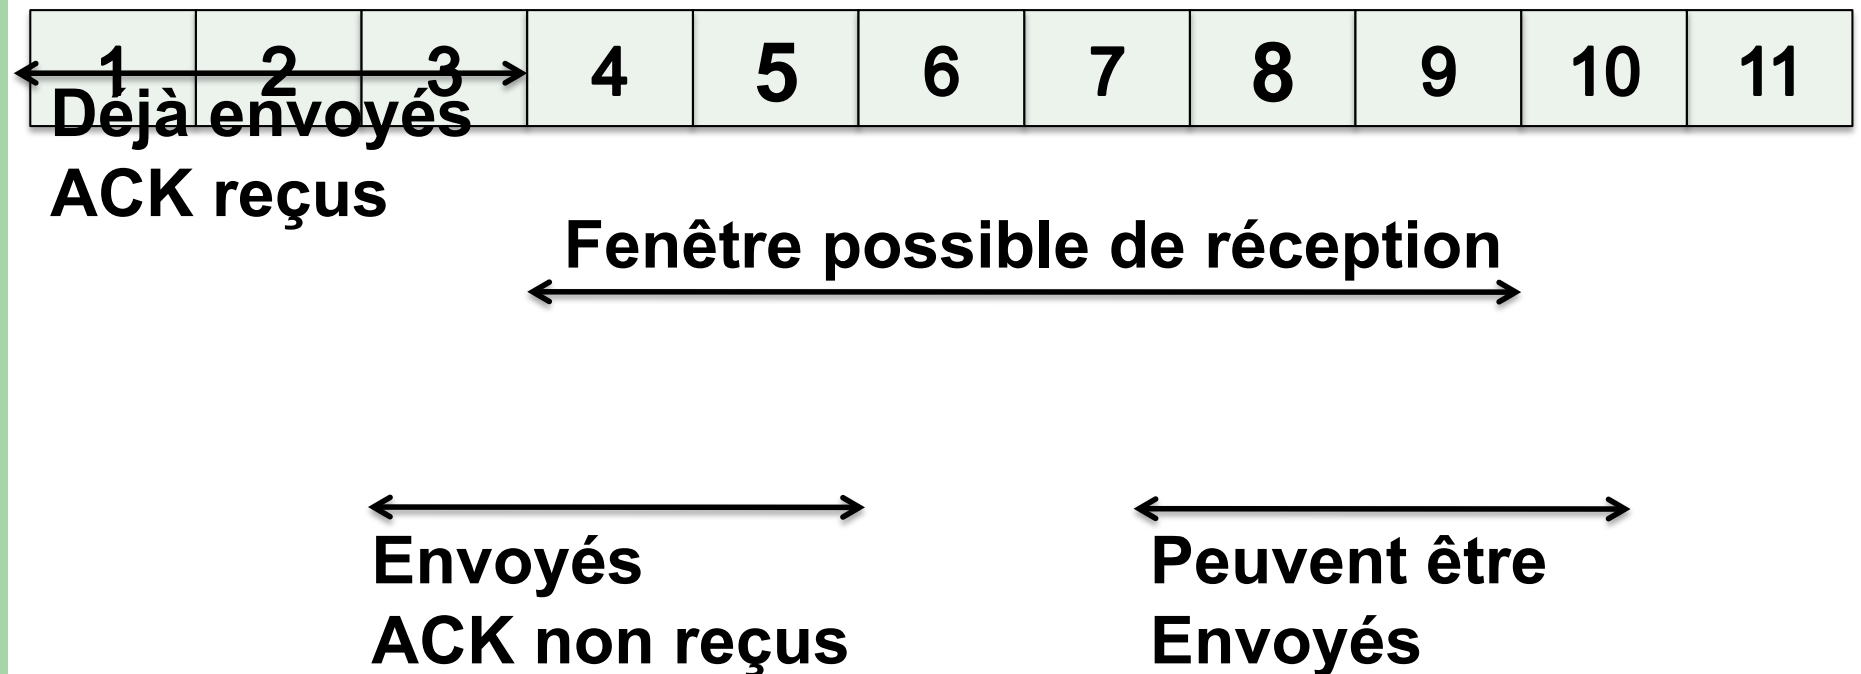 1 2 3 4 5 6 7 8 9 10 11
Déjà envoyés
ACK reçus
Fenêtre possible de réception
Envoyés
ACK non reçus
Peuvent être
Envoyés